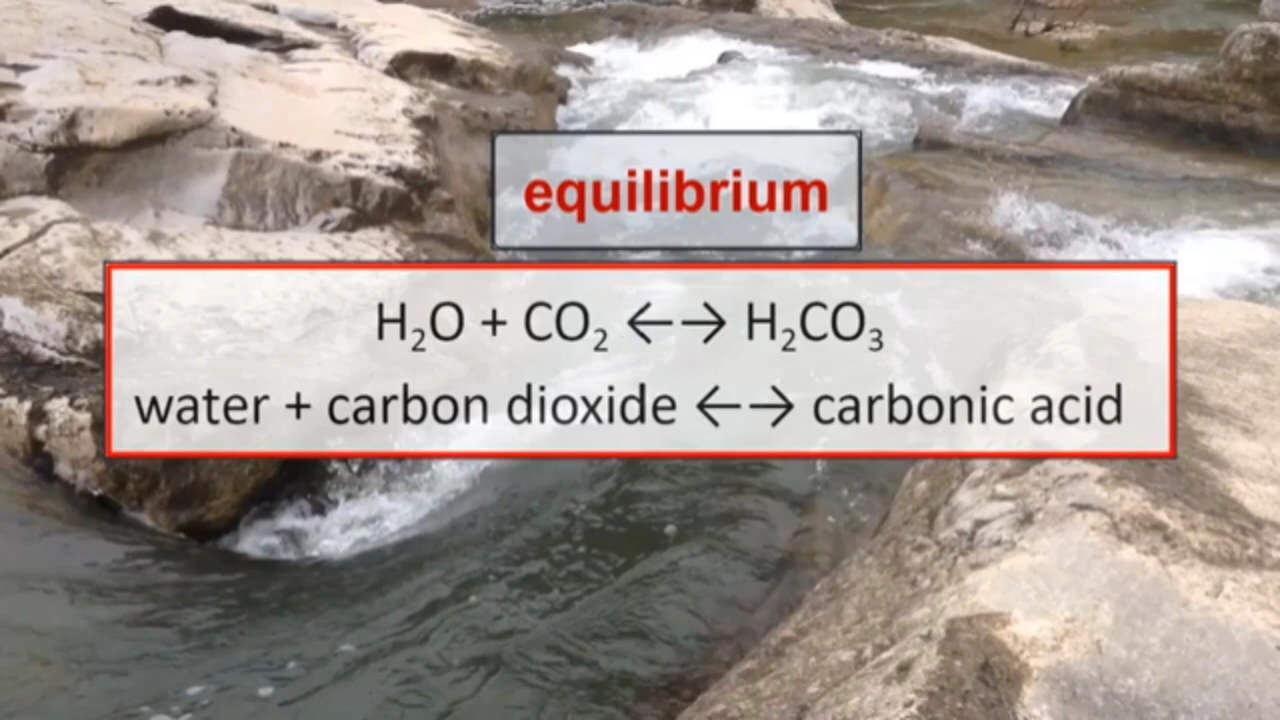 equilibrium
H₂O + CO₂ ←→ H₂CO₃
water + carbon dioxide ←→ carbonic acid